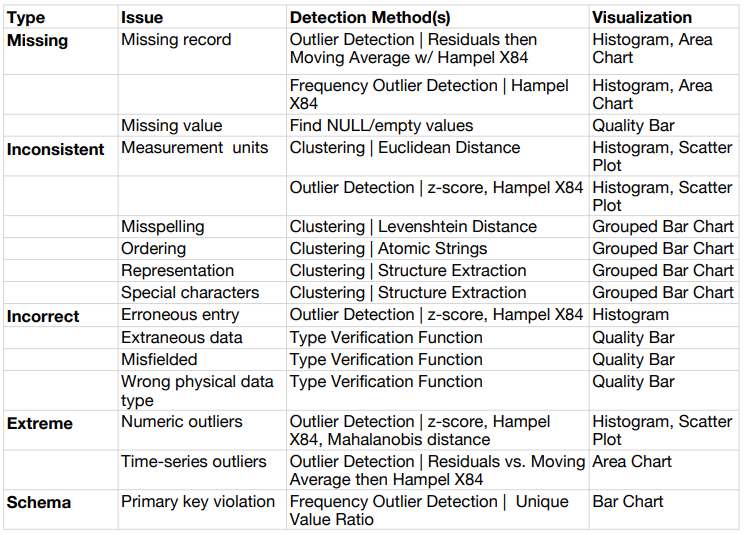 Type Issue Detection Method(s) Visualization
Missing Missing record Outlier Detection | Residuals then Histogram, Area
Moving Average w/ Hampel X84 Chart
Frequency Outlier Detection | Hampel Histogram, Area
X84 Chart
Missing value Find NULL/empty values Quality Bar
Inconsistent Measurement units Clustering | Euclidean Distance Histogram, Scatter
Plot
Outlier Detection | z-score, Hampel X84 Histogram, Scatter
Plot
Misspelling Clustering | Levenshtein Distance Grouped Bar Chart
Ordering Clustering | Atomic Strings Grouped Bar Chart
Representation Clustering | Structure Extraction Grouped Bar Chart
Special characters Clustering | Structure Extraction Grouped Bar Chart
Incorrect Erroneous entry Outlier Detection | z-score, Hampel X84 Histogram
Extraneous data Type Verification Function Quality Bar
Misfielded Type Verification Function Quality Bar
Wrong physical data Type Verification Function Quality Bar
type
Extreme Numeric outliers Outlier Detection | z-score, Hampel Histogram, Scatter
X84, Mahalanobis distance Plot
Time-series outliers Outlier Detection | Residuals vs. Moving Area Chart
Average then Hampel X84
Schema Primary key violation Frequency Outlier Detection | Unique Bar Chart
Value Ratio